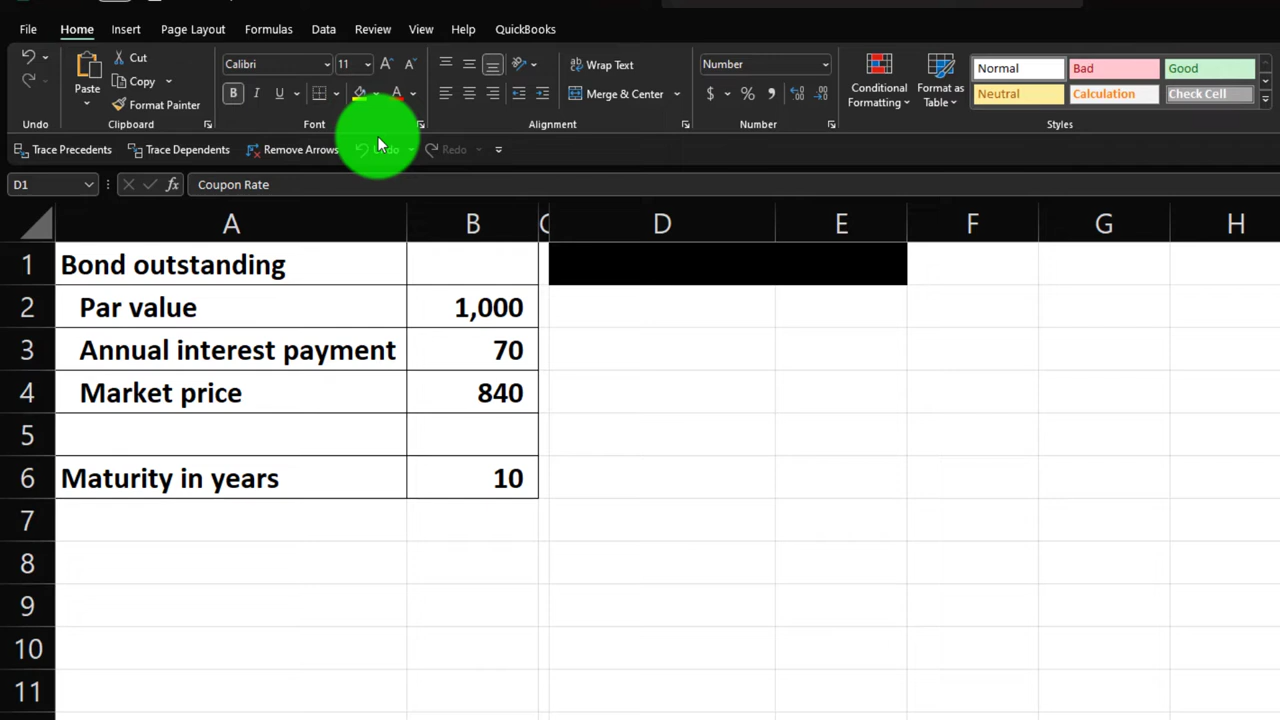 File Home Insert Page Layout Formulas Data Review View Help QuickBooks
Cut
Copy
Format Painter
Paste
Calibri 11
B I U
A A
Wrap Text
Merge & Center
Number
$ % ,
Conditional Formatting
Format as Table
Normal Bad Good
Neutral Calculation Check Cell
Undo Clipboard Font Alignment Number Styles
Trace Precedents Trace Dependents Remove Arrows Undo Redo
D1 fx Coupon Rate
A B D E F G H
1 Bond outstanding
2 Par value 1,000
3 Annual interest payment 70
4 Market price 840
5
6 Maturity in years 10
7
8
9
10
11